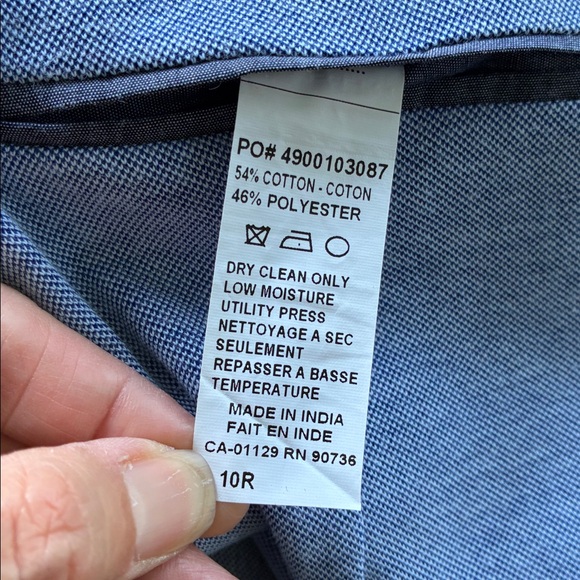 PO# 4900103087
54% COTTON - COTON
46% POLYESTER
DRY CLEAN ONLY
LOW MOISTURE
UTILITY PRESS
NETTOYAGE A SEC
SEULEMENT
REPASSER A BASSE
TEMPERATURE
MADE IN INDIA
FAIT EN INDE
CA-01129 RN 90736
10R